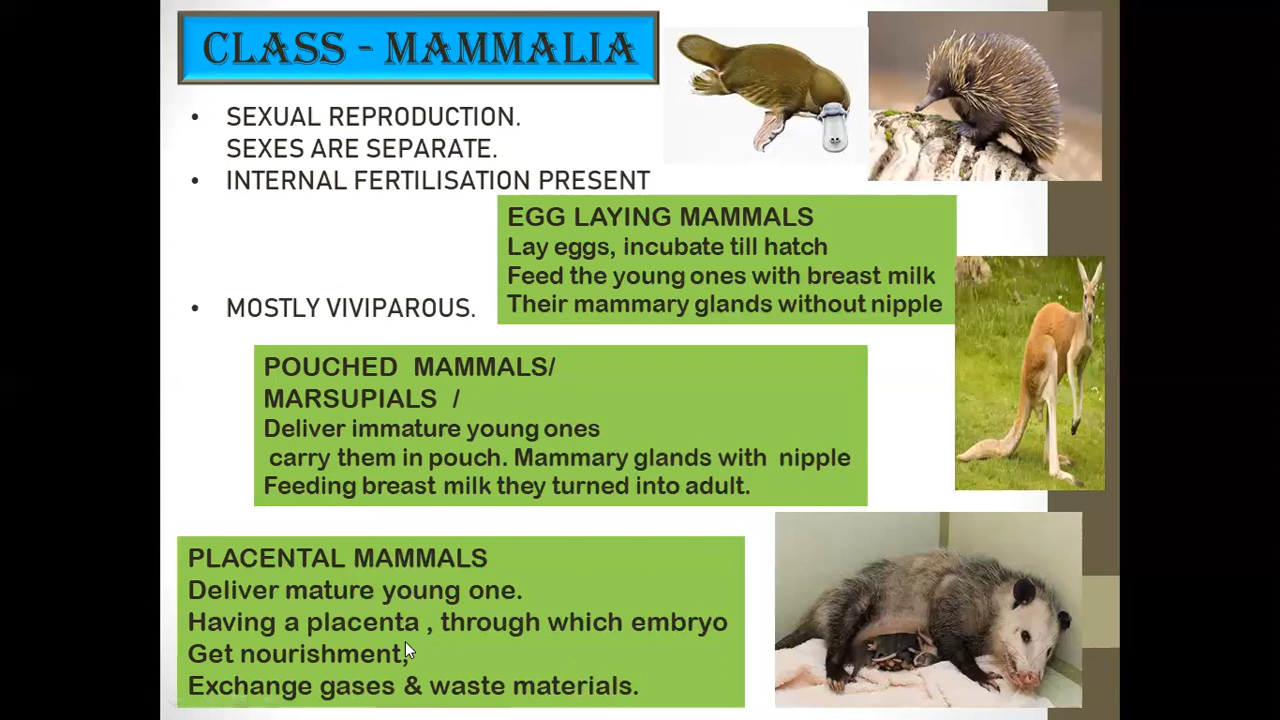 CLASS - MAMMALIA
• SEXUAL REPRODUCTION.
SEXES ARE SEPARATE.
• INTERNAL FERTILISATION PRESENT
EGG LAYING MAMMALS
Lay eggs, incubate till hatch
Feed the young ones with breast milk
Their mammary glands without nipple
• MOSTLY VIVIPAROUS.
POUCHED MAMMALS/
MARSUPIALS /
Deliver immature young ones
carry them in pouch. Mammary glands with nipple
Feeding breast milk they turned into adult.
PLACENTAL MAMMALS
Deliver mature young one.
Having a placenta , through which embryo
Get nourishment,
Exchange gases & waste materials.